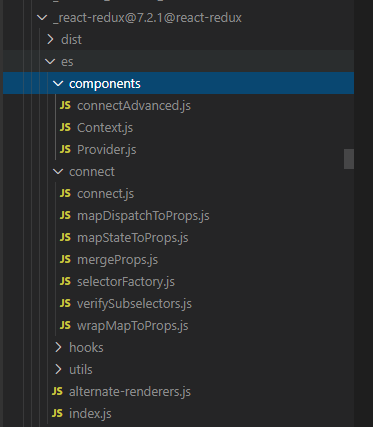 _react-redux@7.2.1@react-redux
dist
es
components
JS connectAdvanced.js
JS Context.js
JS Provider.js
connect
JS connect.js
JS mapDispatchToProps.js
JS mapStateToProps.js
JS mergeProps.js
JS selectorFactory.js
JS verifySubselectors.js
JS wrapMapToProps.js
hooks
utils
JS alternate-renderers.js
JS index.js